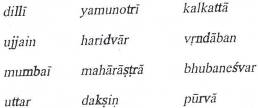 dillī yamunotrī kalkattā
ujjain haridvār vṛndāban
mumbaī mahārāṣṭrā bhubaneśvar
uttar dakṣiṇ pūrvā